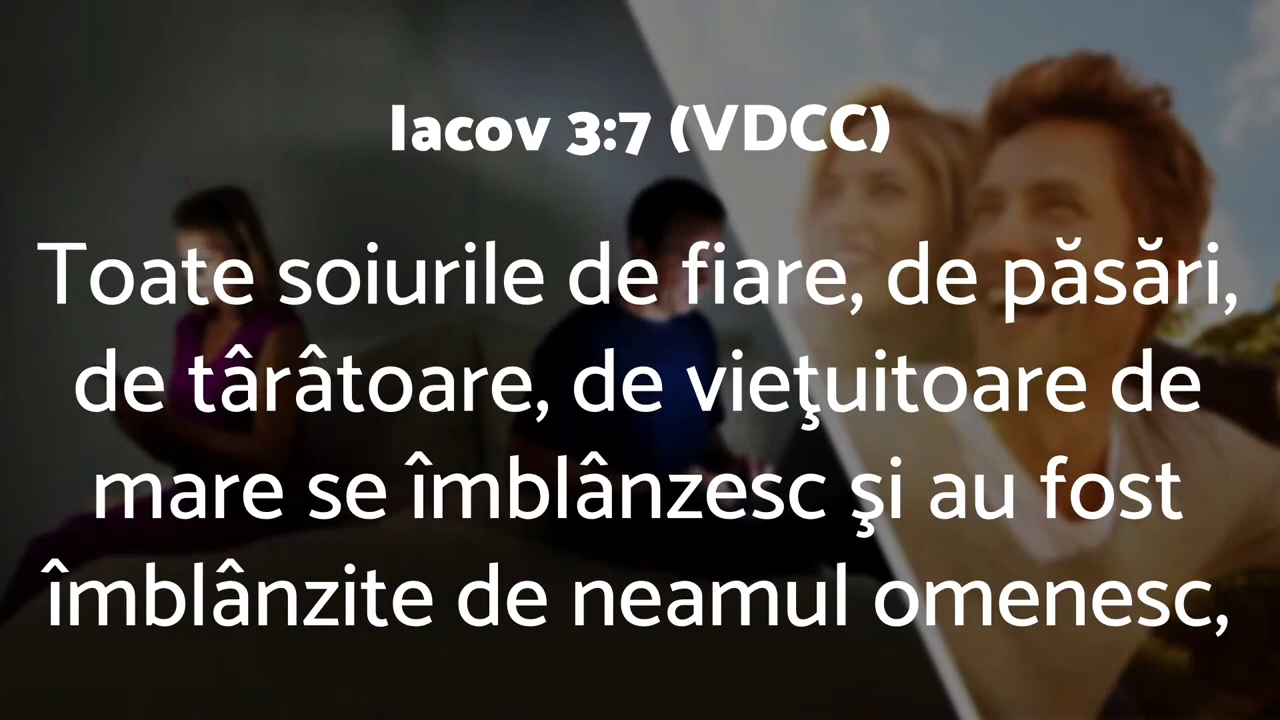 Iacov 3:7 (VDCC)
Toate soiurile de fiare, de păsări,
de târâtoare, de vieţuitoare de
mare se îmblânzesc şi au fost
îmblânzite de neamul omenesc,